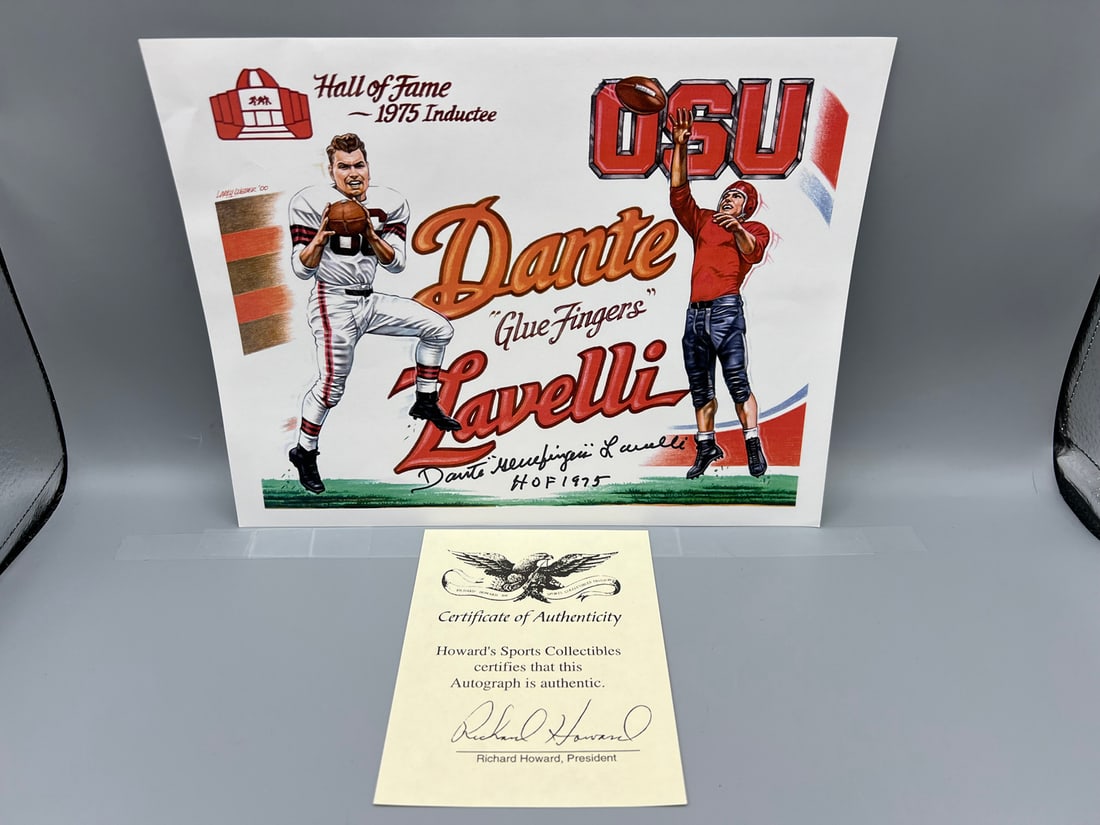 Hall of Fame
~ 1975 Inductee
OSU
Dante
"Glue Fingers"
Lavelli
Dante "Gluefingers" Lavelli
HOF 1975
Certificate of Authenticity
Howard's Sports Collectibles
certifies that this
Autograph is authentic.
Richard Howard
Richard Howard, President